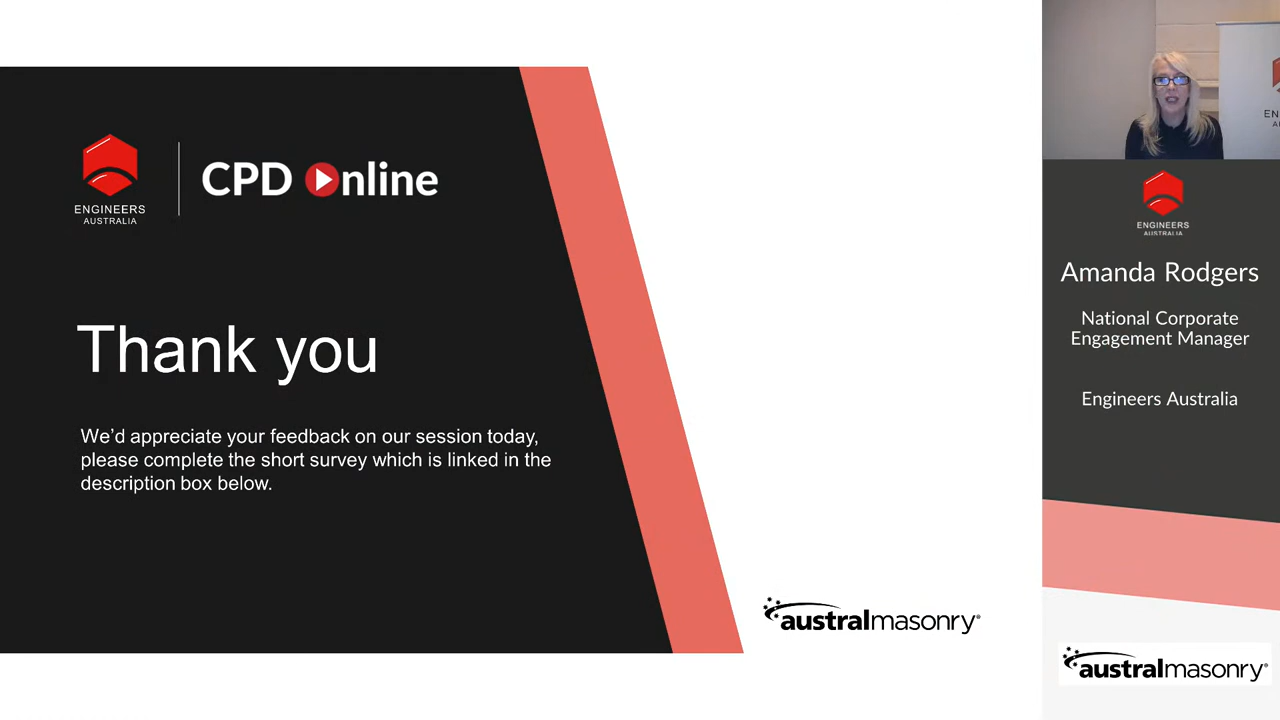 ENGINEERS
AUSTRALIA
CPD Online
Thank you
We'd appreciate your feedback on our session today,
please complete the short survey which is linked in the
description box below.
australmasonry®
ENGINEERS
AUSTRALIA
Amanda Rodgers
National Corporate
Engagement Manager
Engineers Australia
australmasonry®